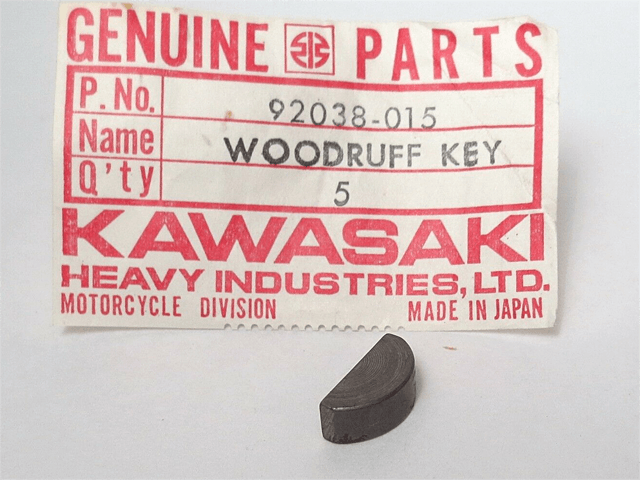 GENUINE PARTS
P. No. 92038-015
Name WOODRUFF KEY
Q'ty 5
KAWASAKI
HEAVY INDUSTRIES, LTD.
MOTORCYCLE DIVISION MADE IN JAPAN